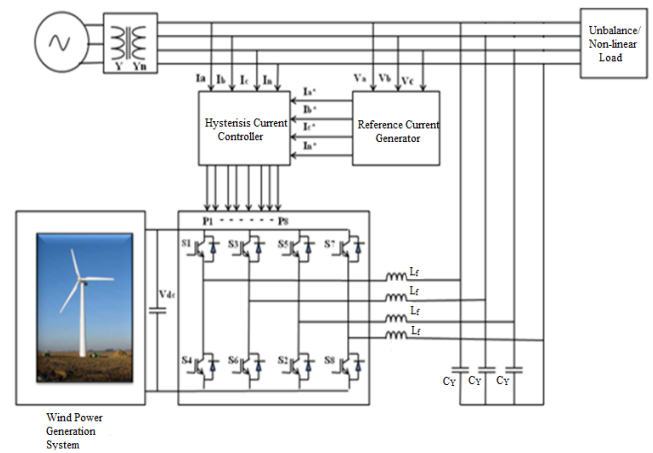 Unbalance/
Non-linear
Load
Y Yn
Ia Ib Ic In
Va Vb Vc
Hysterisis Current
Controller
Ia*
Ib*
Ic*
In*
Reference Current
Generator
P1 - - - - - - P8
S1 S3 S5 S7
Vdc
Lf
Lf
Lf
Lf
S4 S6 S2 S8
CY CY CY
Wind Power
Generation
System